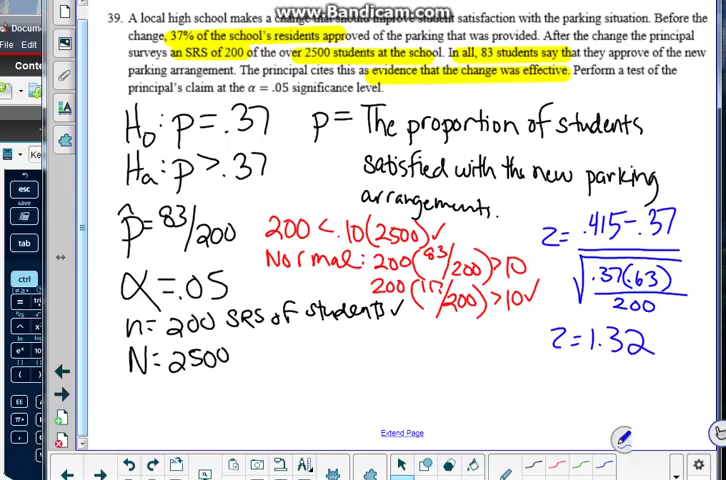 www.Bandicam.com
39. A local high school makes a change that should improve student satisfaction with the parking situation. Before the
change, 37% of the school's residents approved of the parking that was provided. After the change the principal
surveys an SRS of 200 of the over 2500 students at the school. In all, 83 students say that they approve of the new
parking arrangement. The principal cites this as evidence that the change was effective. Perform a test of the
principal's claim at the α = .05 significance level.
H₀: p = .37
p = The proportion of students
Hₐ: p > .37
satisfied with the new parking
arrangements.
p̂ = 83/200
200 < .10(2500) ✓
Normal: 200(83/200) > 10
200(117/200) > 10 ✓
z = .415 - .37
√ .37(.63)
200
z = 1.32
α = .05
n = 200 SRS of students ✓
N = 2500
Extend Page
esc
tab
ctrl